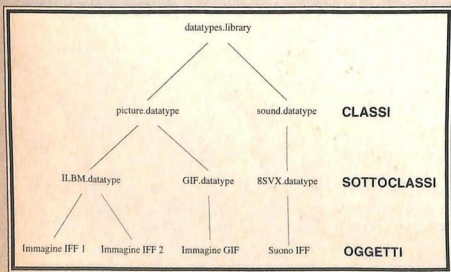 datatypes.library
picture.datatype sound.datatype CLASSI
ILBM.datatype GIF.datatype 8SVX.datatype SOTTOCLASSI
Immagine IFF 1 Immagine IFF 2 Immagine GIF Suono IFF OGGETTI